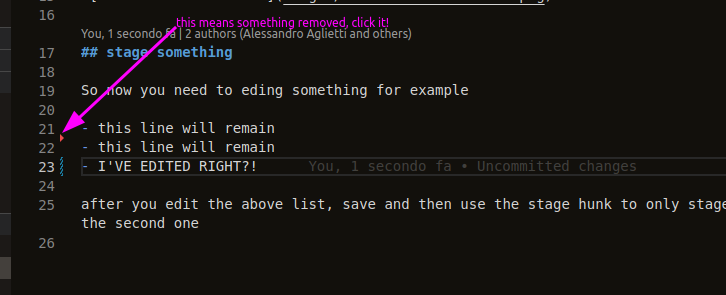 16
this means something removed, click it!
You, 1 secondo fa | 2 authors (Alessandro Aglietti and others)
17 ## stage something
18
19 So now you need to eding something for example
20
21 - this line will remain
22 - this line will remain
23 - I'VE EDITED RIGHT?! You, 1 secondo fa • Uncommitted changes
24
25 after you edit the above list, save and then use the stage hunk to only stage
the second one
26